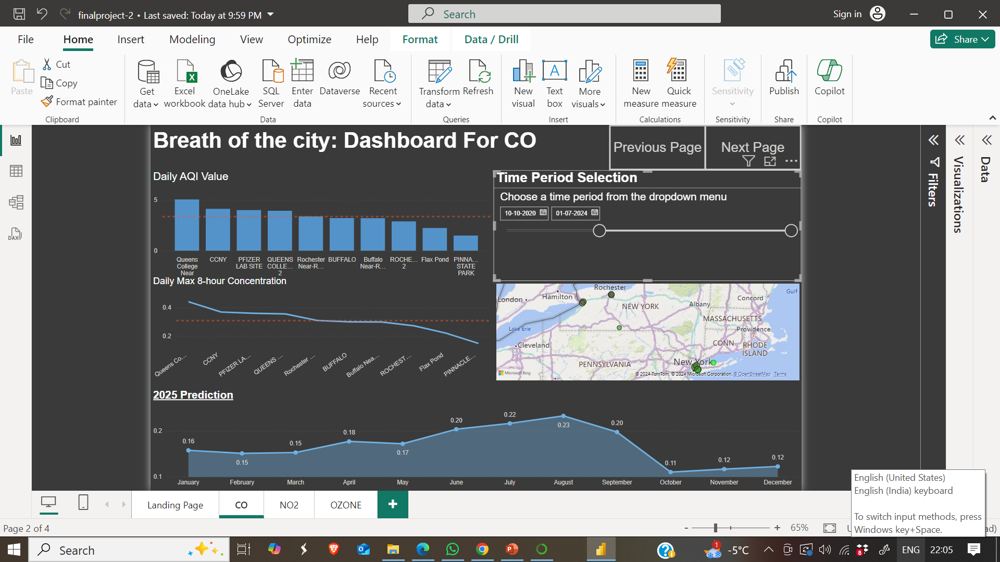 finalproject-2 • Last saved: Today at 9:59 PM
Search
Sign in
File Home Insert Modeling View Optimize Help Format Data / Drill
Share
Paste
Cut
Copy
Format painter
Clipboard
Get data
Excel workbook
OneLake data hub
SQL Server
Enter data
Dataverse
Recent sources
Data
Transform data
Refresh
Queries
New visual
Text box
More visuals
Insert
New measure
Quick measure
Calculations
Sensitivity
Sensitivity
Publish
Share
Copilot
Copilot
DAX
Breath of the city: Dashboard For CO
Previous Page
Next Page
Daily AQI Value
5
0
Queens College Near
CCNY
PFIZER LAB SITE
QUEENS COLLE... 2
Rochester Near-R...
BUFFALO
Buffalo Near-R...
ROCHE... 2
Flax Pond
PINNA... STATE PARK
Time Period Selection
Choose a time period from the dropdown menu
10-10-2020 01-07-2024
Daily Max 8-hour Concentration
0.4
0.2
Queens Co...
CCNY
PFIZER LA...
QUEENS ...
Rochester ...
BUFFALO
Buffalo Nea...
ROCHEST...
Flax Pond
PINNACLE...
Rochester
London
Hamilton
NEW YORK
Albany
Concord
Gulf
MASSACHUSETTS
Lake Erie
Providence
Cleveland
CONN.
RHODE ISLAND
PENNSYLVANIA
New York
Microsoft Bing
© 2024 TomTom, © 2024 Microsoft Corporation, © OpenStreetMap Terms
2025 Prediction
0.2
0.1
0.16
0.15
0.15
0.18
0.17
0.20
0.22
0.23
0.20
0.11
0.12
0.12
January February March April May June July August September October November December
Filters
Visualizations
Data
Landing Page CO NO2 OZONE +
Page 2 of 4
- + 65%
English (United States)
English (India) keyboard
To switch input methods, press
Windows key+Space.
ad)
Search
1
-5°C
8
ENG
22:05